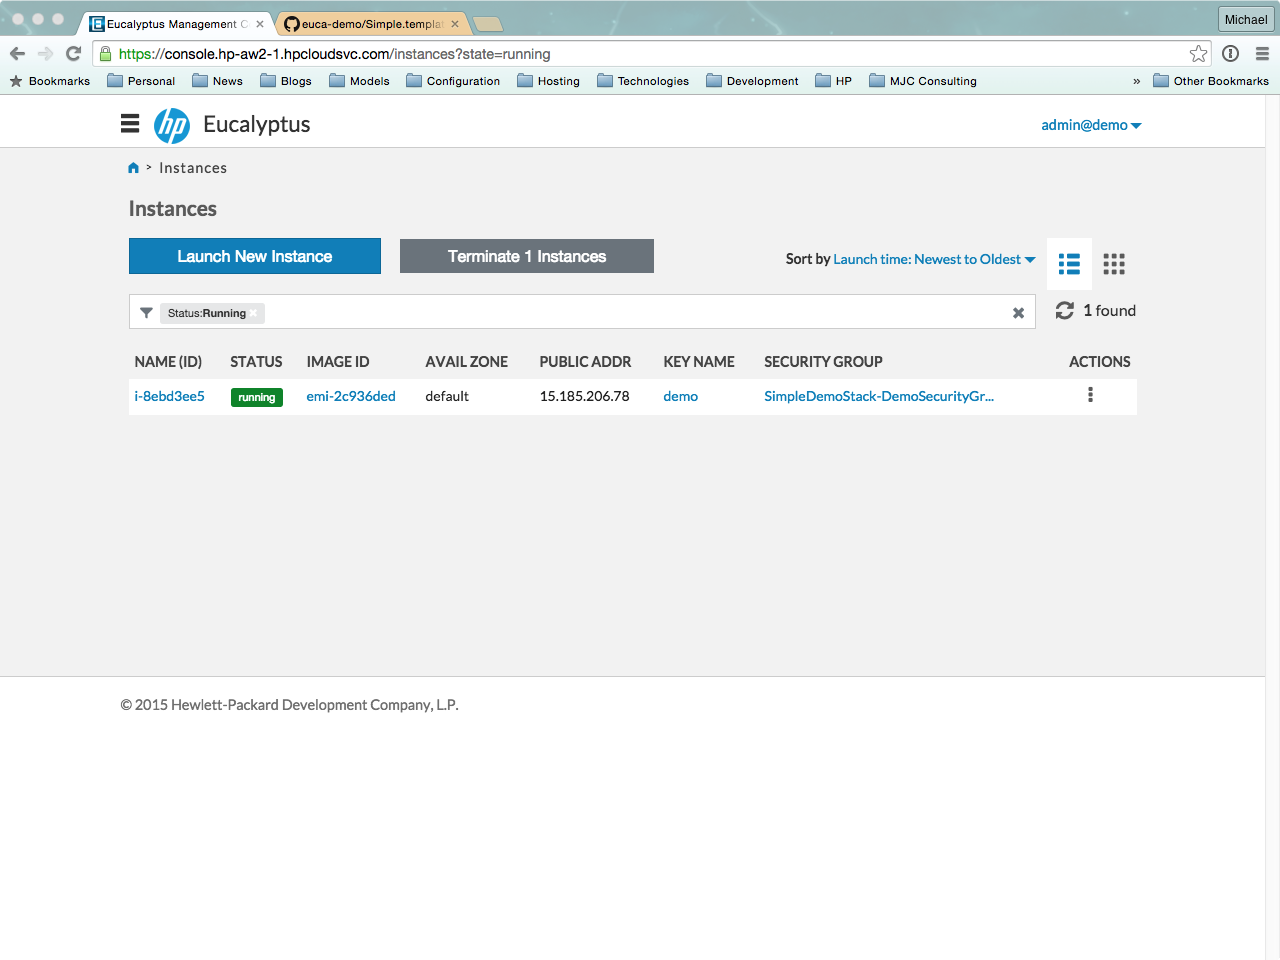 Eucalyptus Management C
euca-demo/Simple.templat
Michael
https://console.hp-aw2-1.hpcloudsvc.com/instances?state=running
Bookmarks Personal News Blogs Models Configuration Hosting Technologies Development HP MJC Consulting » Other Bookmarks
hp Eucalyptus
admin@demo
> Instances
Instances
Launch New Instance Terminate 1 Instances Sort by Launch time: Newest to Oldest
Status:Running 1 found
NAME (ID) STATUS IMAGE ID AVAIL ZONE PUBLIC ADDR KEY NAME SECURITY GROUP ACTIONS
i-8ebd3ee5 running emi-2c936ded default 15.185.206.78 demo SimpleDemoStack-DemoSecurityGr...
© 2015 Hewlett-Packard Development Company, L.P.